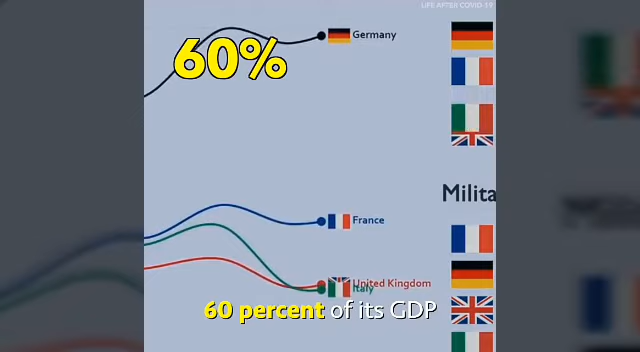 LIFE AFTER COVID-19
Germany
60%
Milita
France
United Kingdom
Italy
60 percent of its GDP